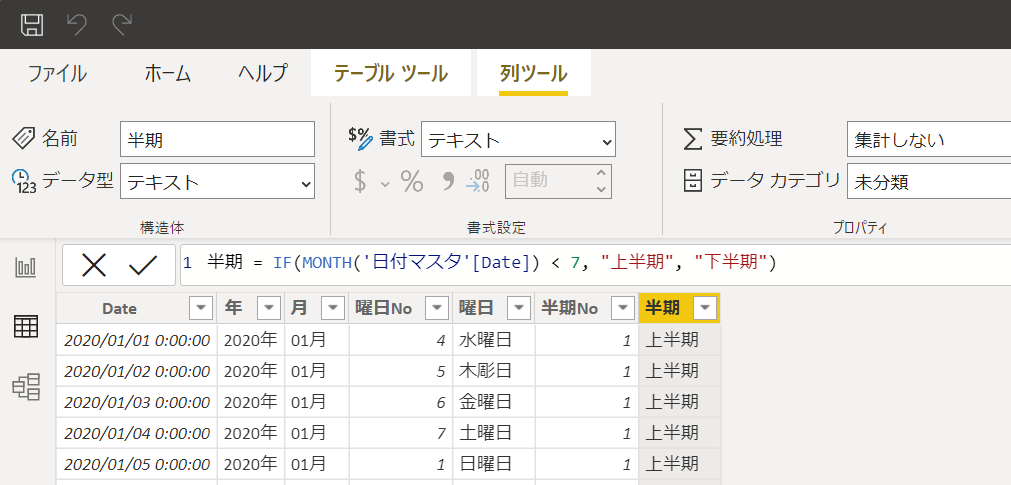 ファイル ホーム ヘルプ テーブル ツール 列ツール
名前 半期 $% 書式 テキスト 要約処理 集計しない
123 データ型 テキスト $ % 9 .00 .0 自動 データ カテゴリ 未分類
構造体 書式設定 プロパティ
1 半期 = IF(MONTH('日付マスタ'[Date]) < 7, "上半期", "下半期")
Date 年 月 曜日No 曜日 半期No 半期
2020/01/01 0:00:00 2020年 01月 4 水曜日 1 上半期
2020/01/02 0:00:00 2020年 01月 5 木彫日 1 上半期
2020/01/03 0:00:00 2020年 01月 6 金曜日 1 上半期
2020/01/04 0:00:00 2020年 01月 7 土曜日 1 上半期
2020/01/05 0:00:00 2020年 01月 1 日曜日 1 上半期